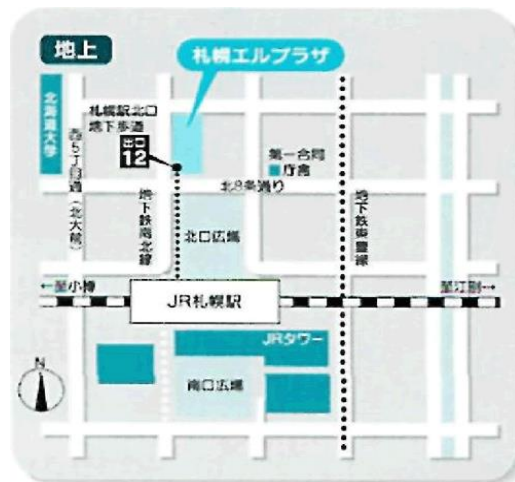 地上
札幌エルプラザ
北海道大学
西5丁目通(北大前)
札幌駅北口
地下歩道
出口
12
第一合同
庁舎
北8条通り
地下鉄南北線
北口広場
地下鉄東豊線
←至小樽
JR札幌駅
至江別→
JRタワー
南口広場
N